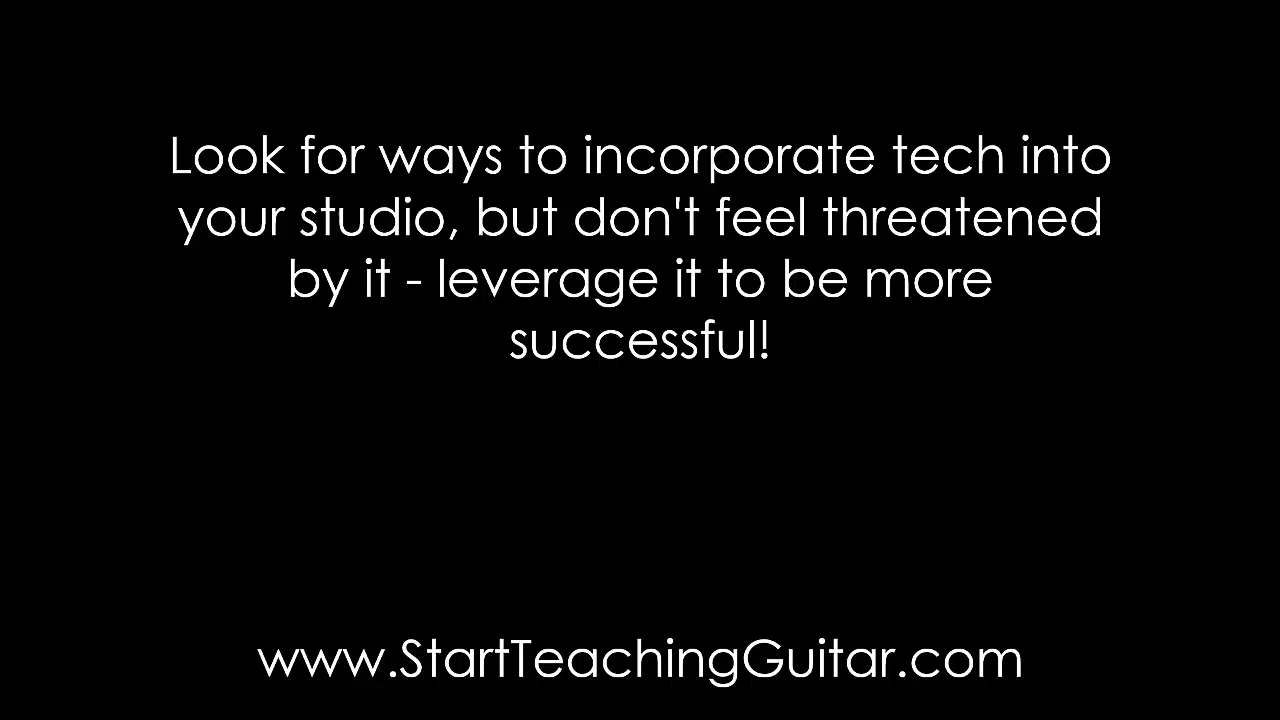 Look for ways to incorporate tech into
your studio, but don't feel threatened
by it - leverage it to be more
successful!
www.StartTeachingGuitar.com